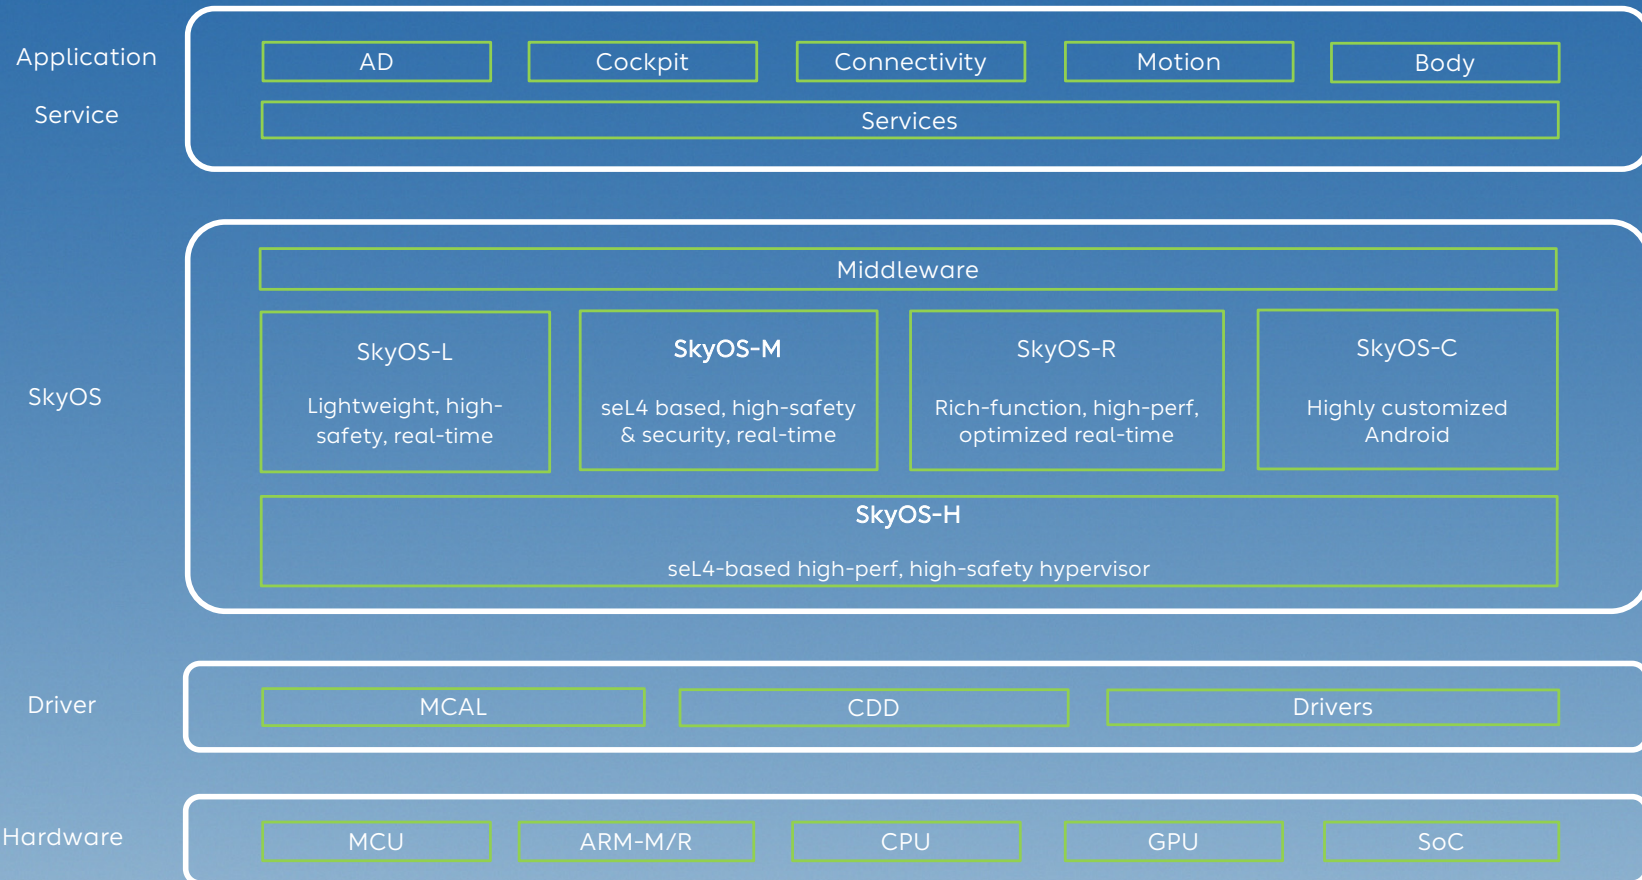 Application
AD
Cockpit
Connectivity
Motion
Body
Service
Services
Middleware
SkyOS
SkyOS-L
Lightweight, high-
safety, real-time
SkyOS-M
seL4 based, high-safety
& security, real-time
SkyOS-R
Rich-function, high-perf,
optimized real-time
SkyOS-C
Highly customized
Android
SkyOS-H
seL4-based high-perf, high-safety hypervisor
Driver
MCAL
CDD
Drivers
Hardware
MCU
ARM-M/R
CPU
GPU
SoC